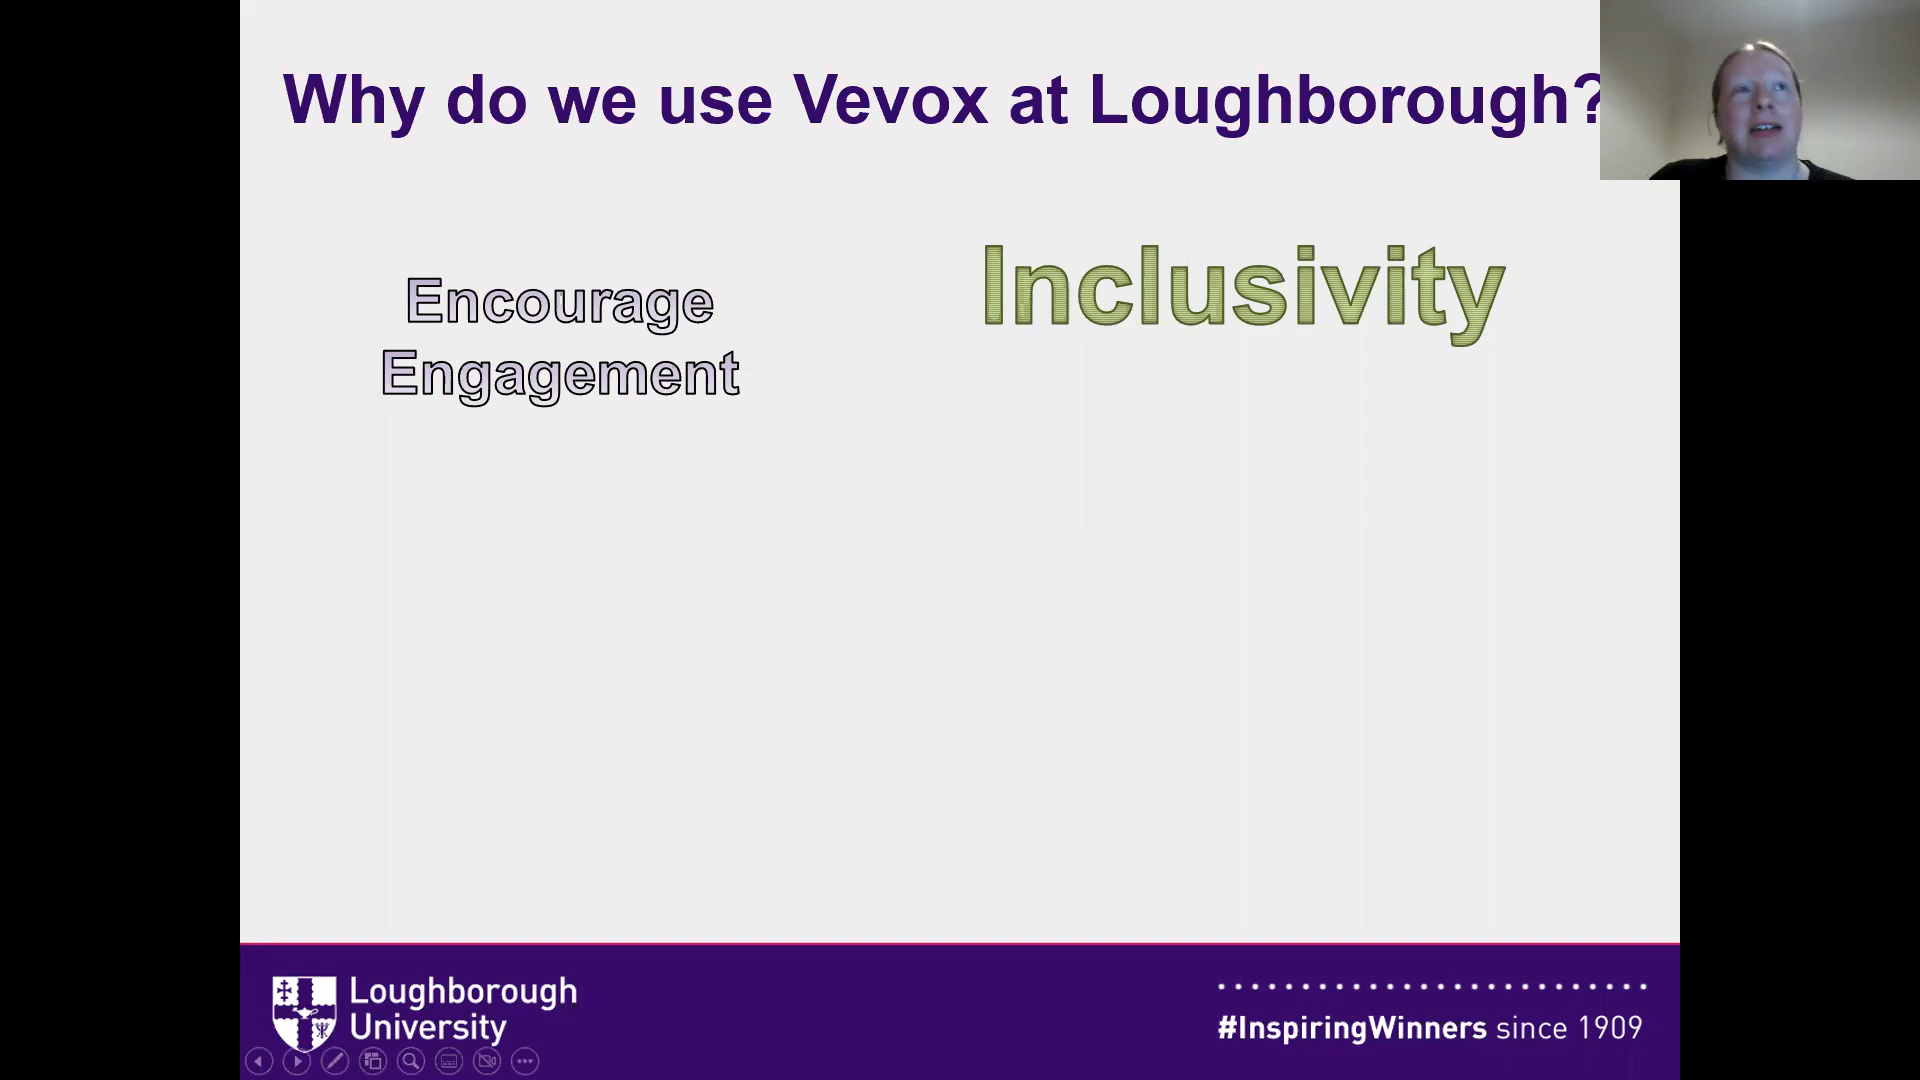 Why do we use Vevox at Loughborough?
Encourage
Engagement
Inclusivity
Loughborough
University
#InspiringWinners since 1909